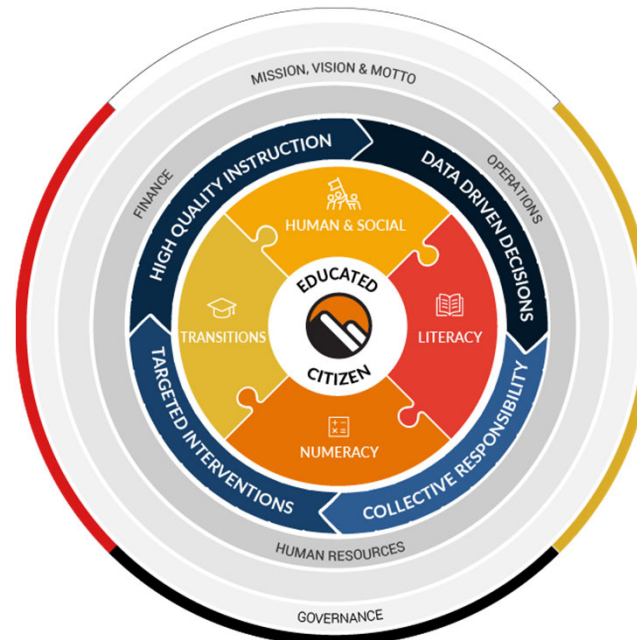 MISSION, VISION & MOTTO
FINANCE
OPERATIONS
HIGH QUALITY INSTRUCTION
DATA DRIVEN DECISIONS
HUMAN & SOCIAL
EDUCATED
TRANSITIONS
LITERACY
CITIZEN
NUMERACY
TARGETED INTERVENTIONS
COLLECTIVE RESPONSIBILITY
HUMAN RESOURCES
GOVERNANCE